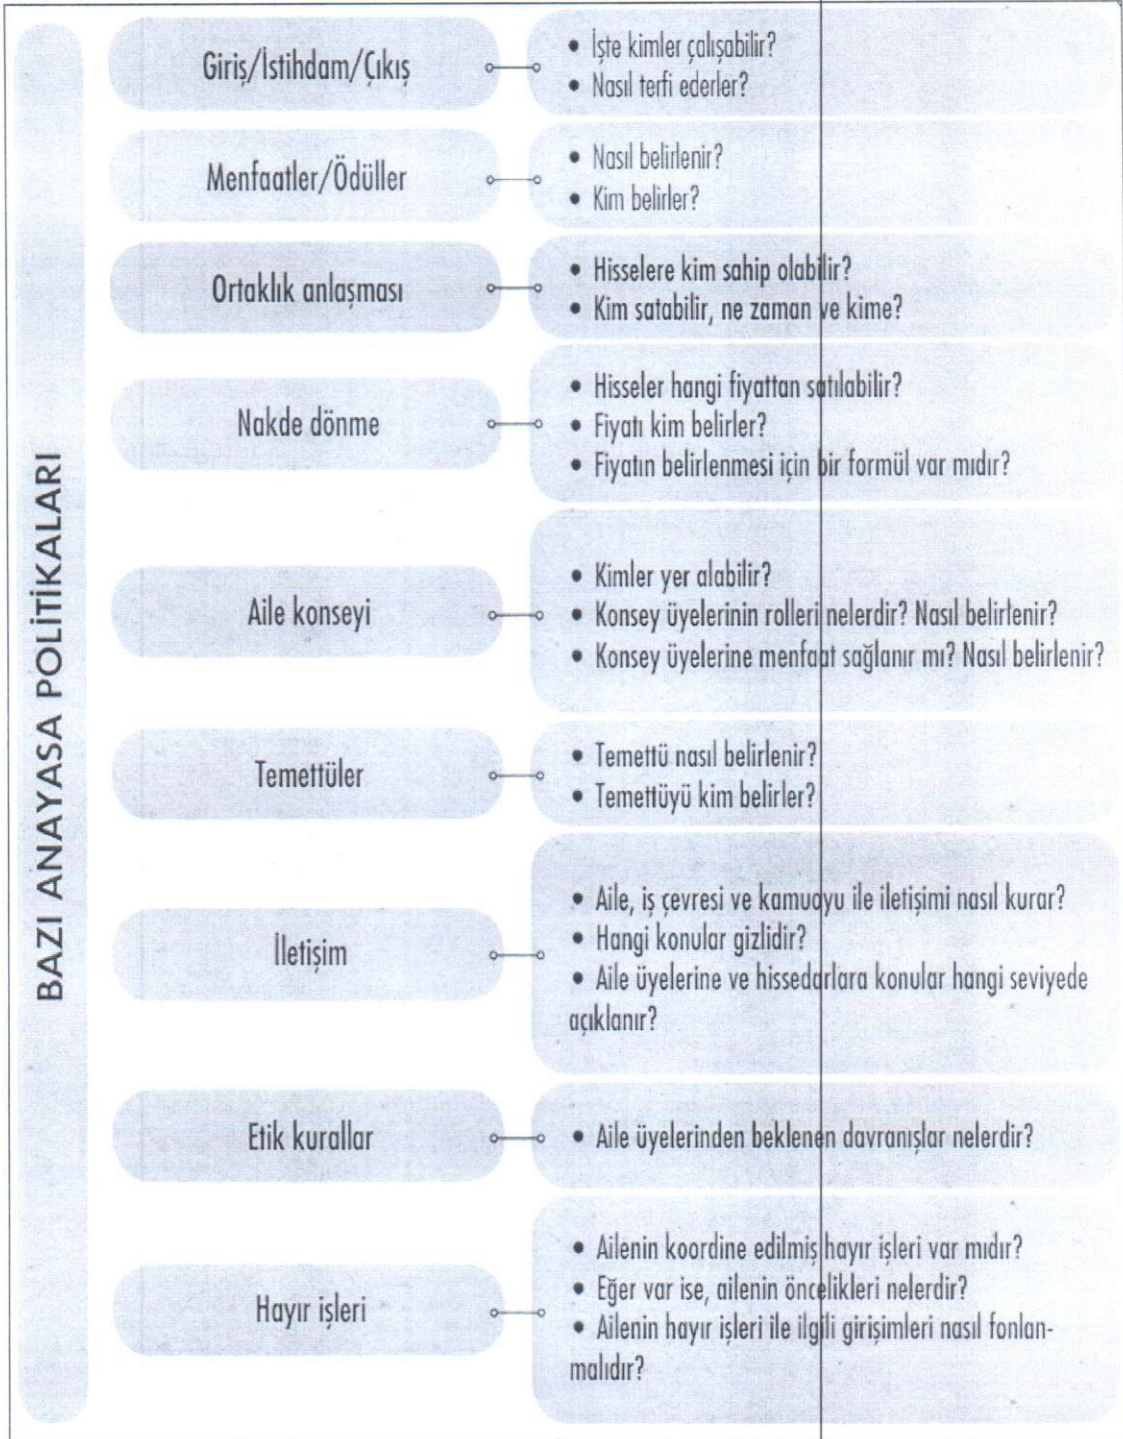 BAZI ANAYASA POLİTİKALARI
Giriş/İstihdam/Çıkış
• İşte kimler çalışabilir?
• Nasıl terfi ederler?
Menfaatler/Ödüller
• Nasıl belirlenir?
• Kim belirler?
Ortaklık anlaşması
• Hisselere kim sahip olabilir?
• Kim satabilir, ne zaman ve kime?
Nakde dönme
• Hisseler hangi fiyattan satılabilir?
• Fiyatı kim belirler?
• Fiyatın belirlenmesi için bir formül var mıdır?
Aile konseyi
• Kimler yer alabilir?
• Konsey üyelerinin rolleri nelerdir? Nasıl belirlenir?
• Konsey üyelerine menfaat sağlanır mı? Nasıl belirlenir?
Temettüler
• Temettü nasıl belirlenir?
• Temettüyü kim belirler?
İletişim
• Aile, iş çevresi ve kamuoyu ile iletişimi nasıl kurar?
• Hangi konular gizlidir?
• Aile üyelerine ve hissedarlara konular hangi seviyede
açıklanır?
Etik kurallar
• Aile üyelerinden beklenen davranışlar nelerdir?
Hayır işleri
• Ailenin koordine edilmiş hayır işleri var mıdır?
• Eğer var ise, ailenin öncelikleri nelerdir?
• Ailenin hayır işleri ile ilgili girişimleri nasıl fonlan-
malıdır?